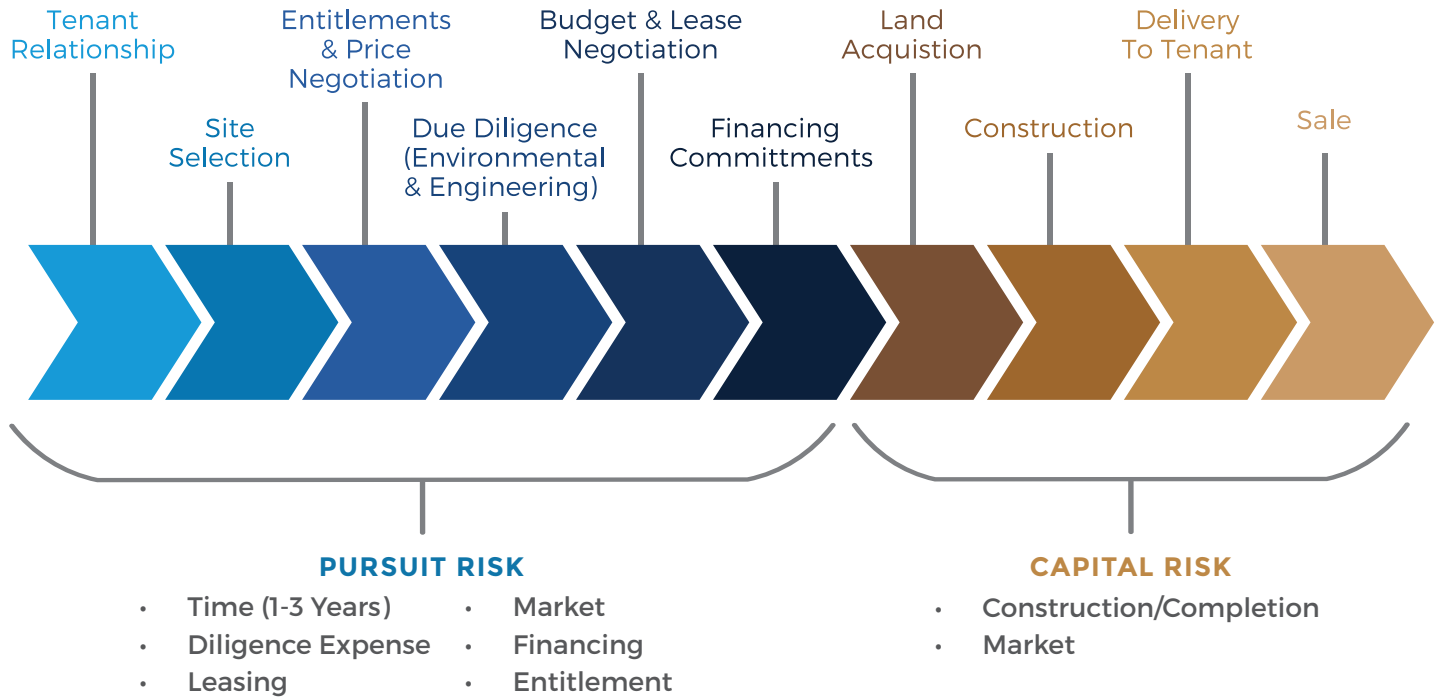 Tenant
Relationship
Site
Selection
Entitlements
& Price
Negotiation
Due Diligence
(Environmental
& Engineering)
Budget & Lease
Negotiation
Financing
Committments
Land
Acquistion
Construction
Delivery
To Tenant
Sale
PURSUIT RISK
• Time (1-3 Years)
• Diligence Expense
• Leasing
• Market
• Financing
• Entitlement
CAPITAL RISK
• Construction/Completion
• Market